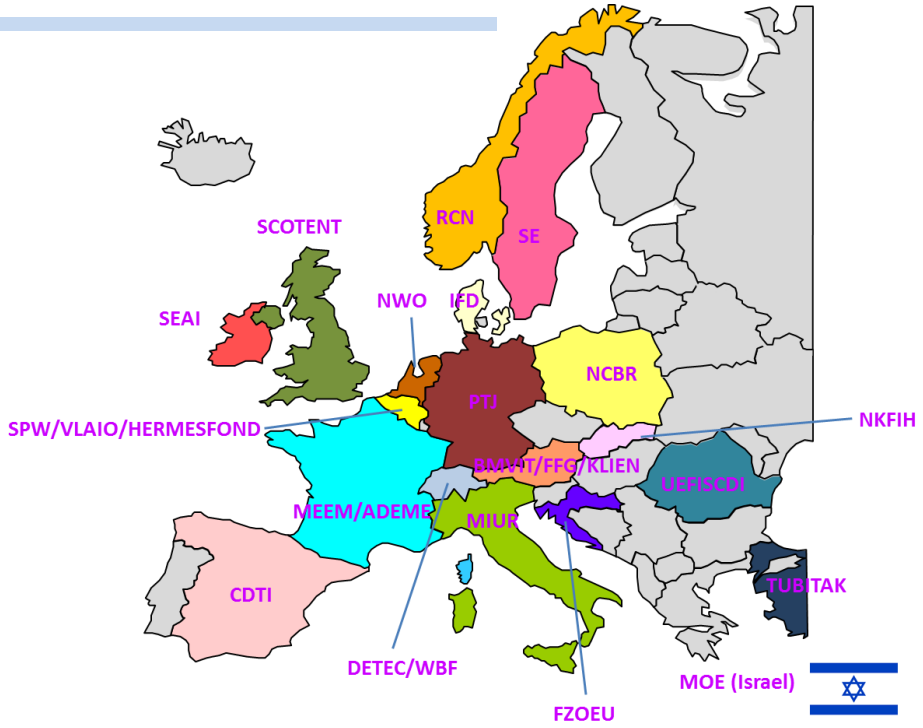 RCN
SCOTENT
SE
NWO
IFD
SEAI
NCBR
PTJ
NKFIH
SPW/VLAIO/HERMESFOND
BMVIT/FFG/KLIEN
UEFISCDI
MEEM/ADEME
MIUR
TUBITAK
CDTI
DETEC/WBF
MOE (Israel)
FZOEU